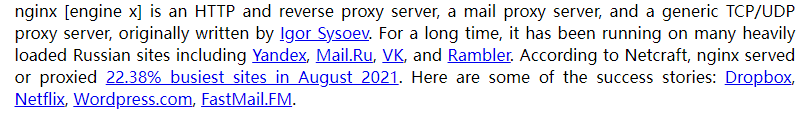 nginx [engine x] is an HTTP and reverse proxy server, a mail proxy server, and a generic TCP/UDP
proxy server, originally written by Igor Sysoev. For a long time, it has been running on many heavily
loaded Russian sites including Yandex, Mail.Ru, VK, and Rambler. According to Netcraft, nginx served
or proxied 22.38% busiest sites in August 2021. Here are some of the success stories: Dropbox,
Netflix, Wordpress.com, FastMail.FM.